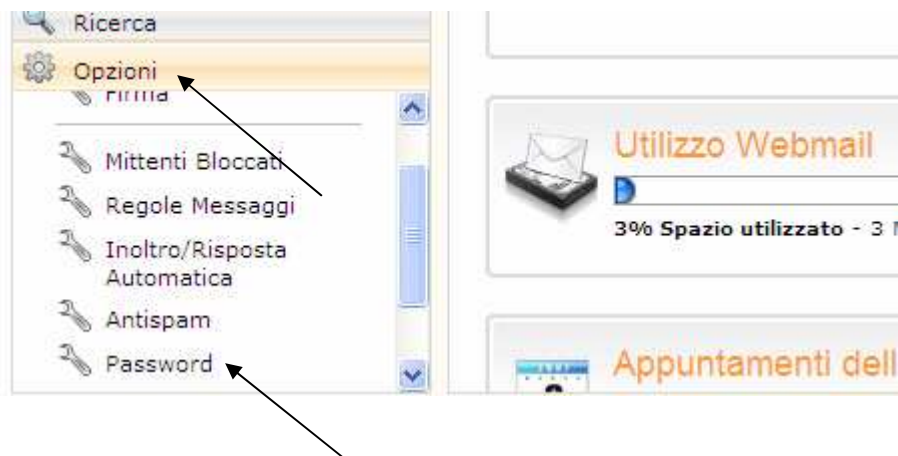 Ricerca
Opzioni
Firma
Mittenti Bloccati
Regole Messaggi
Inoltro/Risposta
Automatica
Antispam
Password
Utilizzo Webmail
3% Spazio utilizzato - 3 M
Appuntamenti dell